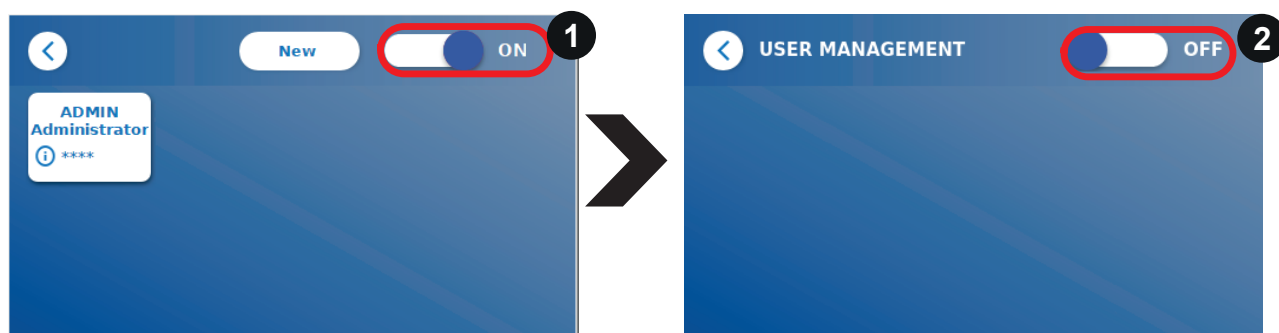 New
ON
1
ADMIN
Administrator
i ****
USER MANAGEMENT
OFF
2